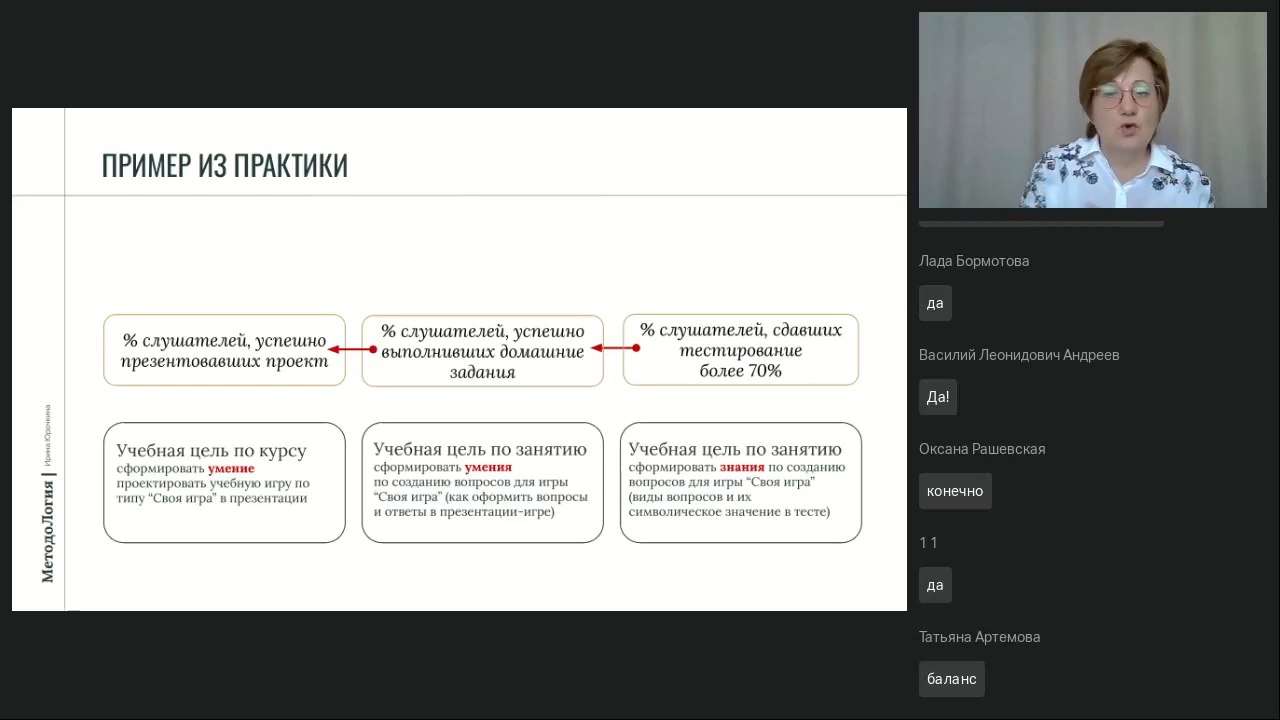 ПРИМЕР ИЗ ПРАКТИКИ
% слушателей, успешно
презентовавших проект
% слушателей, успешно
выполнивших домашние
задания
% слушателей, сдавших
тестирование
более 70%
Учебная цель по курсу
сформировать умение
проектировать учебную игру по
типу “Своя игра” в презентации
Учебная цель по занятию
сформировать умения
по созданию вопросов для игры
“Своя игра” (как оформить вопросы
и ответы в презентации-игре)
Учебная цель по занятию
сформировать знания по созданию
вопросов для игры “Своя игра”
(виды вопросов и их
символическое значение в тесте)
МетодоЛогия | Ирина Юрочкина
Лада Бормотова
да
Василий Леонидович Андреев
Да!
Оксана Рашевская
конечно
1 1
да
Татьяна Артемова
баланс